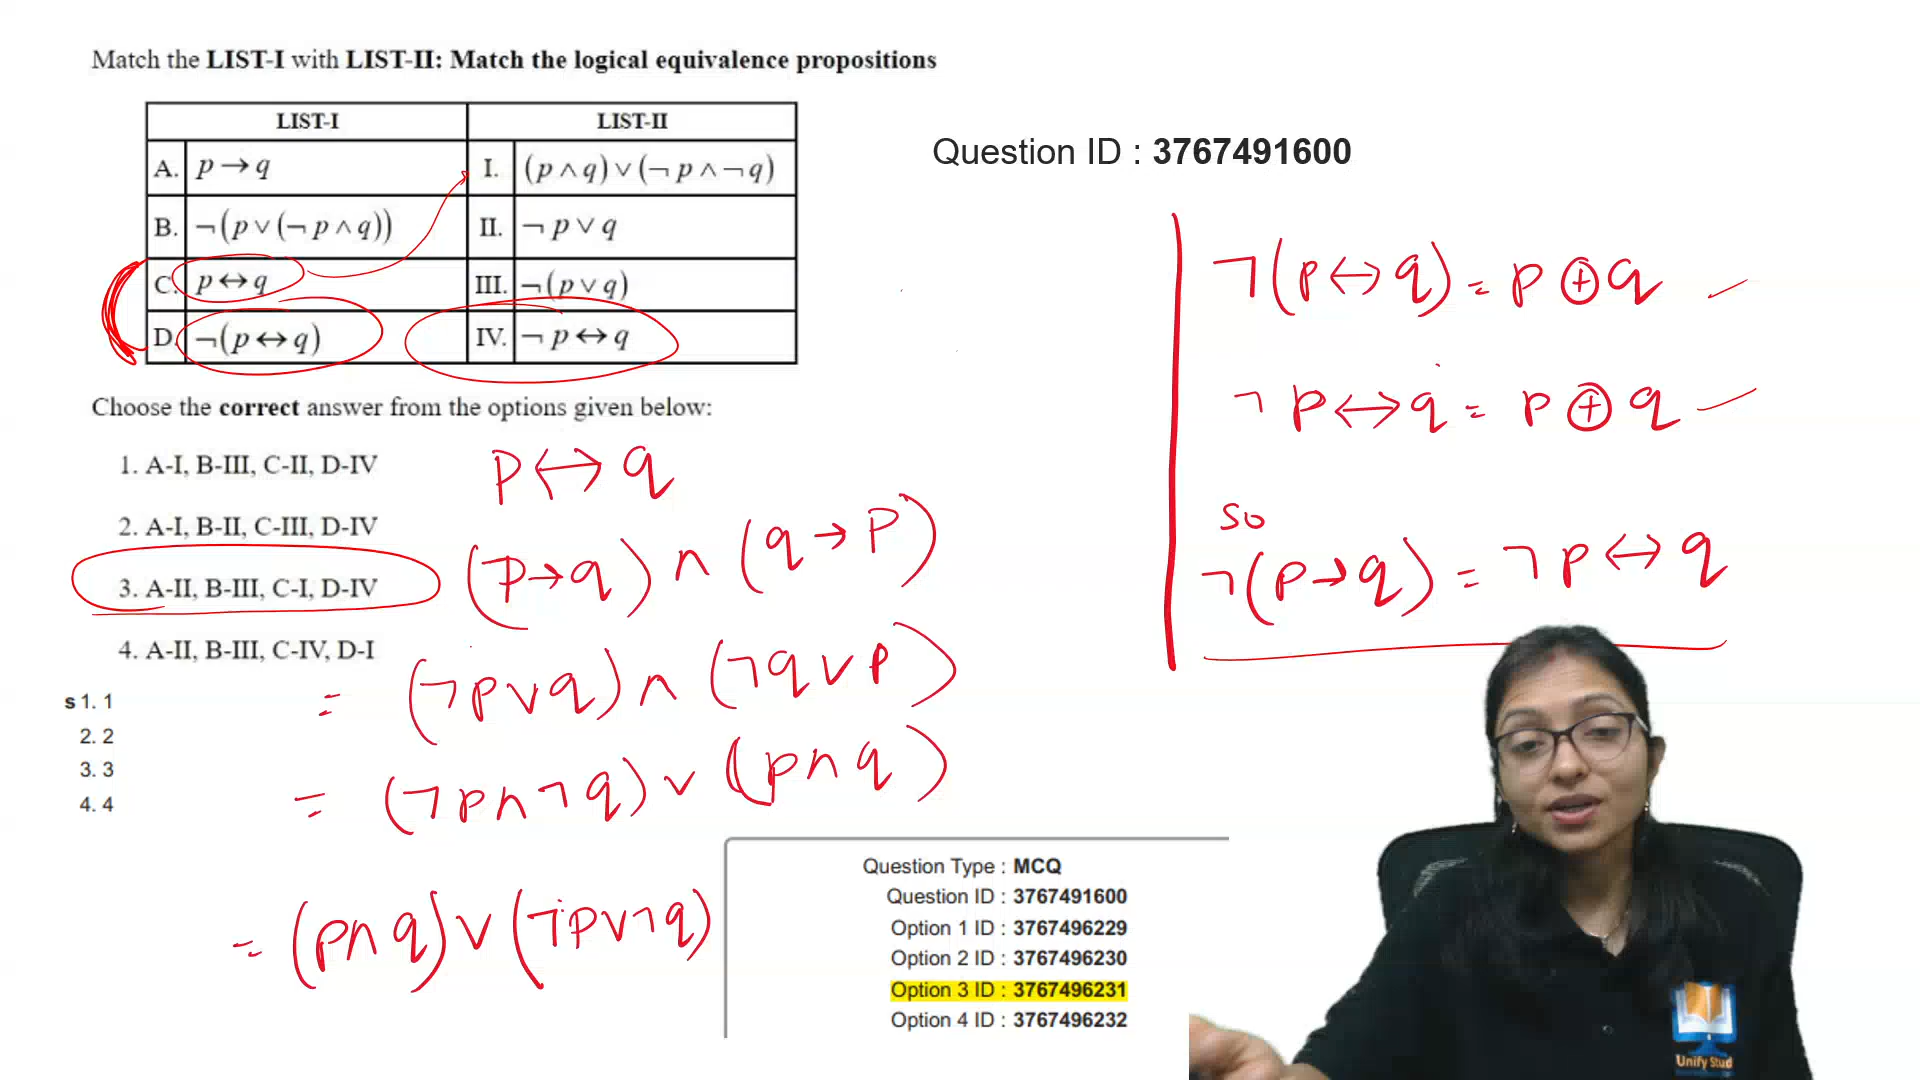 Match the LIST-I with LIST-II: Match the logical equivalence propositions
LIST-I LIST-II
A. p → q I. (p ∧ q) ∨ (¬ p ∧ ¬ q)
B. ¬(p ∨ (¬ p ∧ q)) II. ¬ p ∨ q
C. p ↔ q III. ¬(p ∨ q)
D. ¬(p ↔ q) IV. ¬ p ↔ q
Choose the correct answer from the options given below:
1. A-I, B-III, C-II, D-IV
2. A-I, B-II, C-III, D-IV
3. A-II, B-III, C-I, D-IV
4. A-II, B-III, C-IV, D-I
s 1. 1
2. 2
3. 3
4. 4
p ↔ q
(p → q) ∧ (q → p)
= (¬p ∨ q) ∧ (¬q ∨ p)
= (¬p ∧ ¬q) ∨ (p ∧ q)
= (p ∧ q) ∨ (¬p ∨ ¬q)
Question ID : 3767491600
¬(p ↔ q) = p ⊕ q
¬p ↔ q = p ⊕ q
so
¬(p → q) = ¬p ↔ q
Question Type : MCQ
Question ID : 3767491600
Option 1 ID : 3767496229
Option 2 ID : 3767496230
Option 3 ID : 3767496231
Option 4 ID : 3767496232
Unify Stud